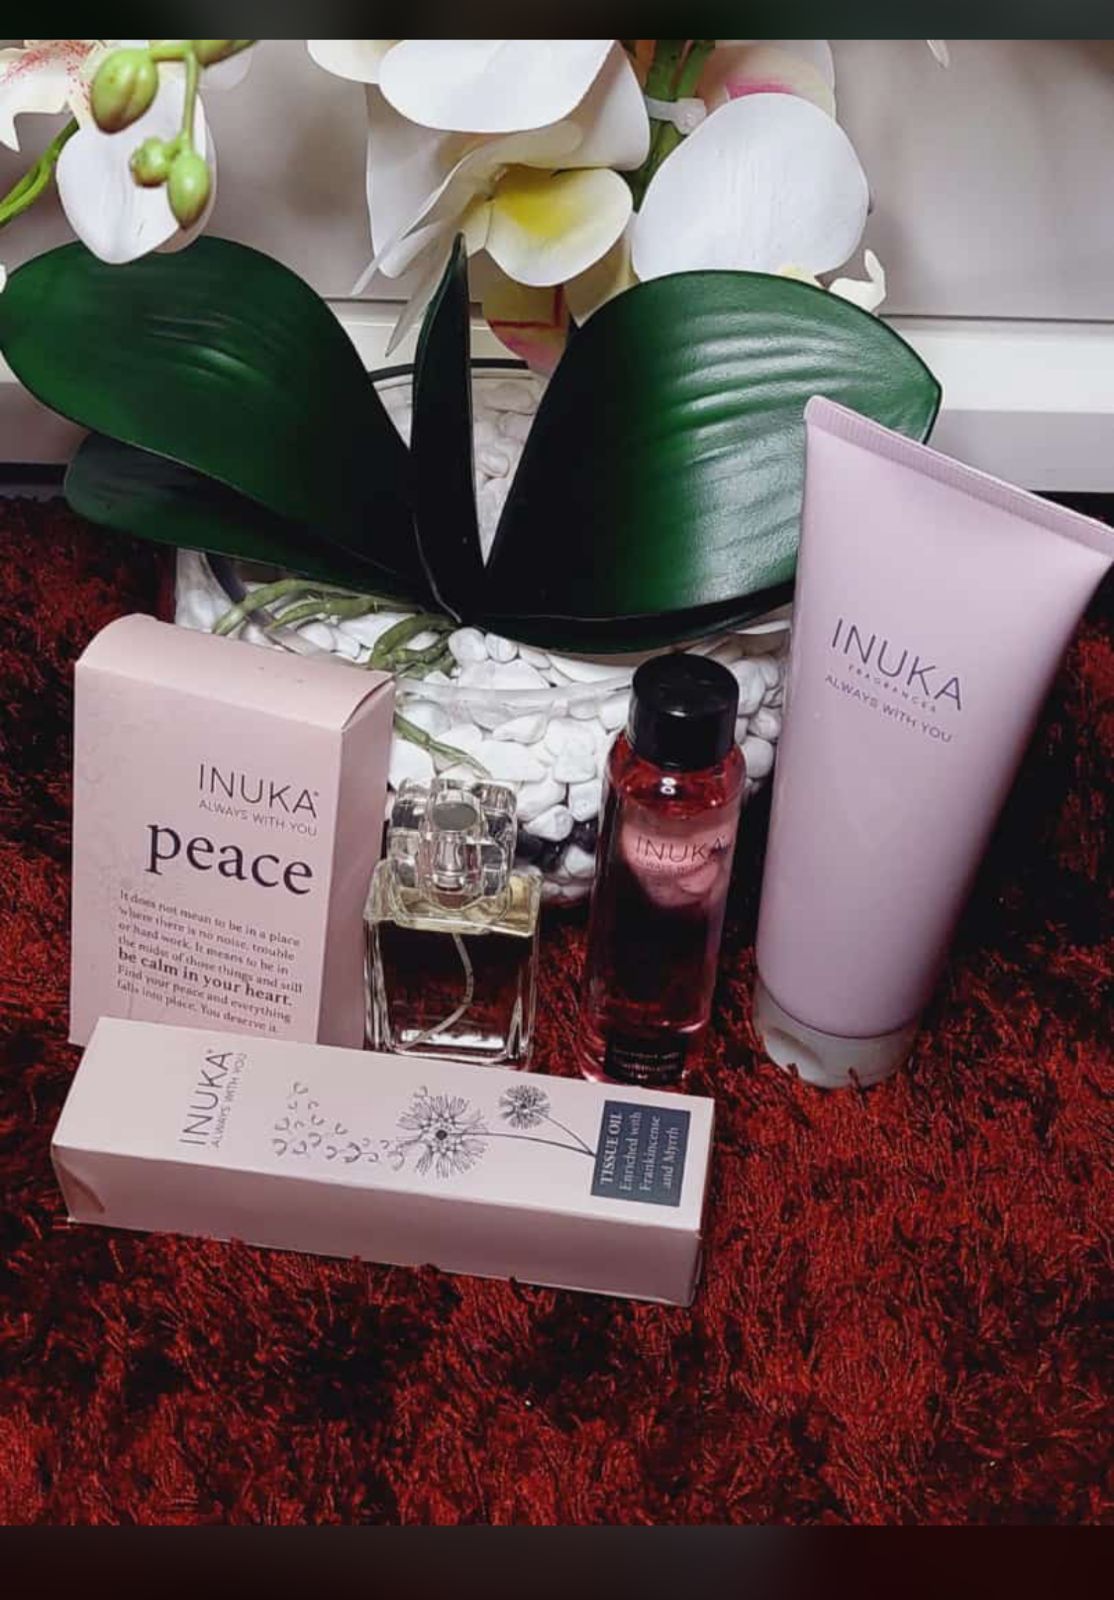 INUKA
ALWAYS WITH YOU
peace
It does not mean to be in a place
where there is no noise, trouble
or hard work. It means to be in
the midst of those things and still
be calm in your heart.
Find your peace and everything
falls into place. You deserve it.
INUKA
FRAGRANCES
ALWAYS WITH YOU
INUKA
INUKA
ALWAYS WITH YOU
TISSUE OIL
Enriched with
Frankincense
and Myrrh